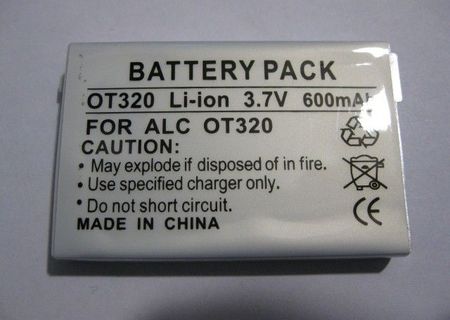 BATTERY PACK
OT320 Li-ion 3.7V 600mAh
FOR ALC OT320
CAUTION:
• May explode if disposed of in fire.
• Use specified charger only.
• Do not short circuit.
MADE IN CHINA
CE